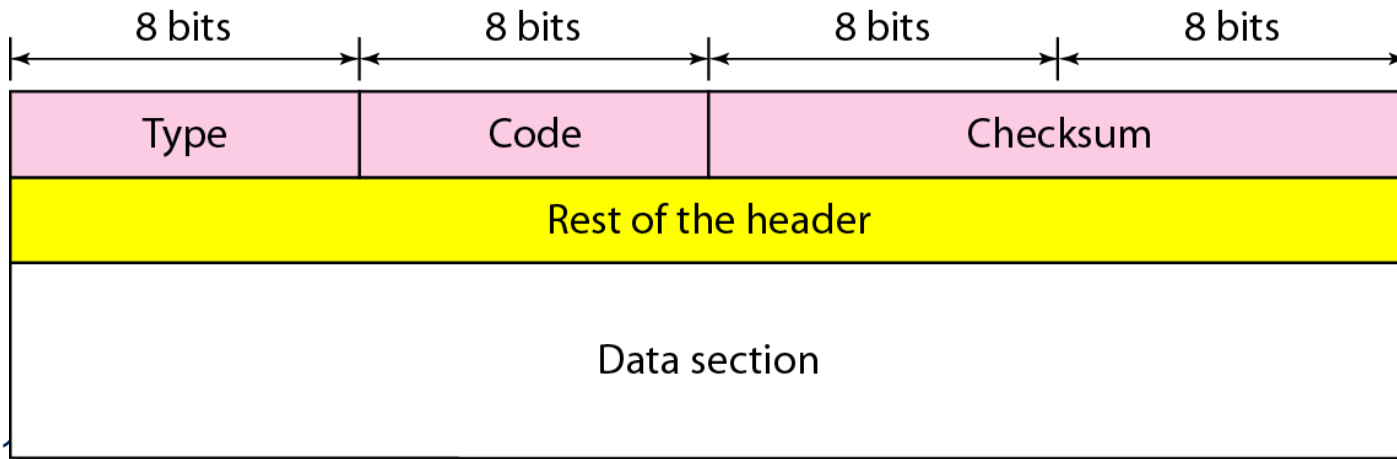 8 bits 8 bits 8 bits 8 bits
Type Code Checksum
Rest of the header
Data section